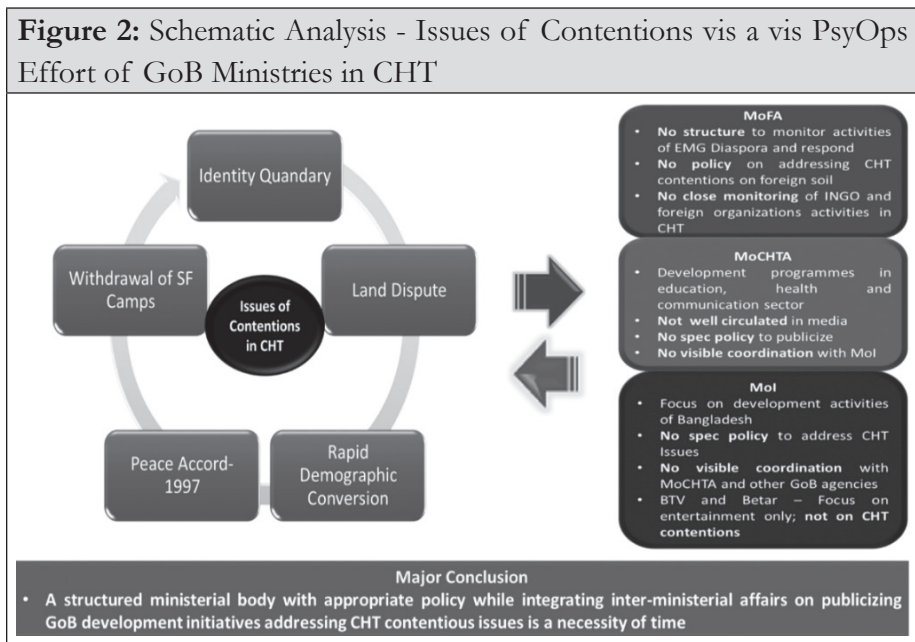 Figure 2: Schematic Analysis - Issues of Contentions vis a vis PsyOps
Effort of GoB Ministries in CHT
Identity Quandary
Land Dispute
Rapid
Demographic
Conversion
Peace Accord-
1997
Withdrawal of SF
Camps
Issues of
Contentions
in CHT
MoFA
• No structure to monitor activities
of EMG Diaspora and respond
• No policy on addressing CHT
contentions on foreign soil
• No close monitoring of INGO and
foreign organizations activities in
CHT
MoCHTA
• Development programmes in
education, health and
communication sector
• Not well circulated in media
• No spec policy to publicize
• No visible coordination with MoI
MoI
• Focus on development activities
of Bangladesh
• No spec policy to address CHT
Issues
• No visible coordination with
MoCHTA and other GoB agencies
• BTV and Betar – Focus on
entertainment only; not on CHT
contentions
Major Conclusion
• A structured ministerial body with appropriate policy while integrating inter-ministerial affairs on publicizing
GoB development initiatives addressing CHT contentious issues is a necessity of time